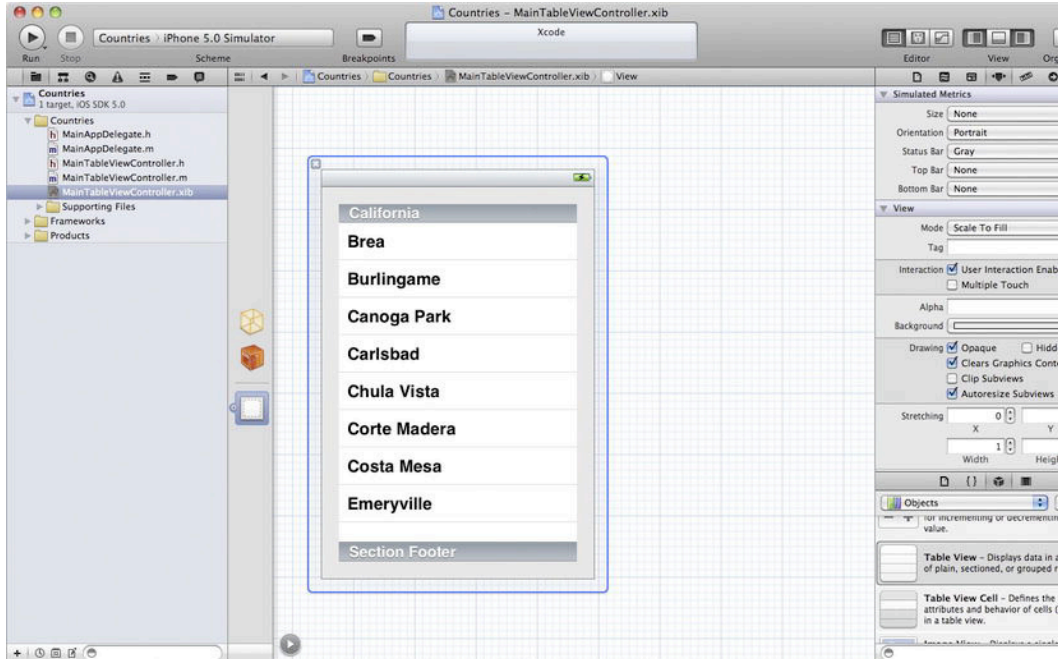 Countries - MainTableViewController.xib
Run
Stop
Countries
iPhone 5.0 Simulator
Scheme
Breakpoints
Xcode
Editor
View
Org
Countries
Countries
MainTableViewController.xib
View
Countries
1 target, iOS SDK 5.0
Countries
MainAppDelegate.h
MainAppDelegate.m
MainTableViewController.h
MainTableViewController.m
MainTableViewController.xib
Supporting Files
Frameworks
Products
California
Brea
Burlingame
Canoga Park
Carlsbad
Chula Vista
Corte Madera
Costa Mesa
Emeryville
Section Footer
Simulated Metrics
Size None
Orientation Portrait
Status Bar Gray
Top Bar None
Bottom Bar None
View
Mode Scale To Fill
Tag
Interaction User Interaction Enab
Multiple Touch
Alpha
Background
Drawing Opaque Hidd
Clears Graphics Conte
Clip Subviews
Autoresize Subviews
Stretching 0
X Y
1
Width Heigh
Objects
for incrementing or decrementing
value.
Table View - Displays data in a
of plain, sectioned, or grouped r
Table View Cell - Defines the
attributes and behavior of cells (
in a table view.